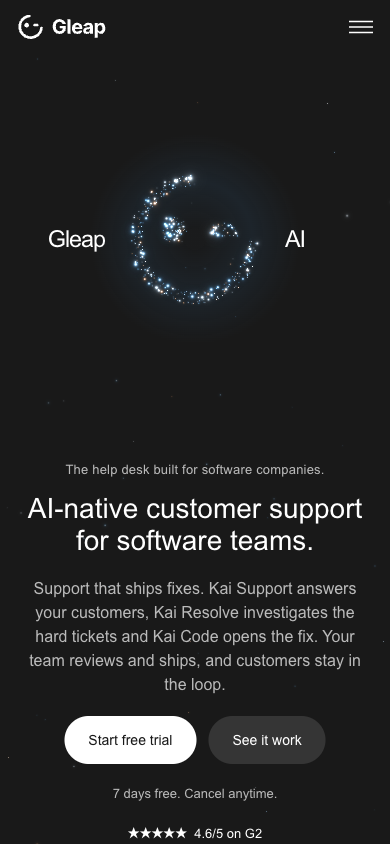 Gleap
Gleap
AI
The help desk built for software companies.
AI-native customer support
for software teams.
Support that ships fixes. Kai Support answers
your customers, Kai Resolve investigates the
hard tickets and Kai Code opens the fix. Your
team reviews and ships, and customers stay in
the loop.
Start free trial
See it work
7 days free. Cancel anytime.
★★★★★ 4.6/5 on G2